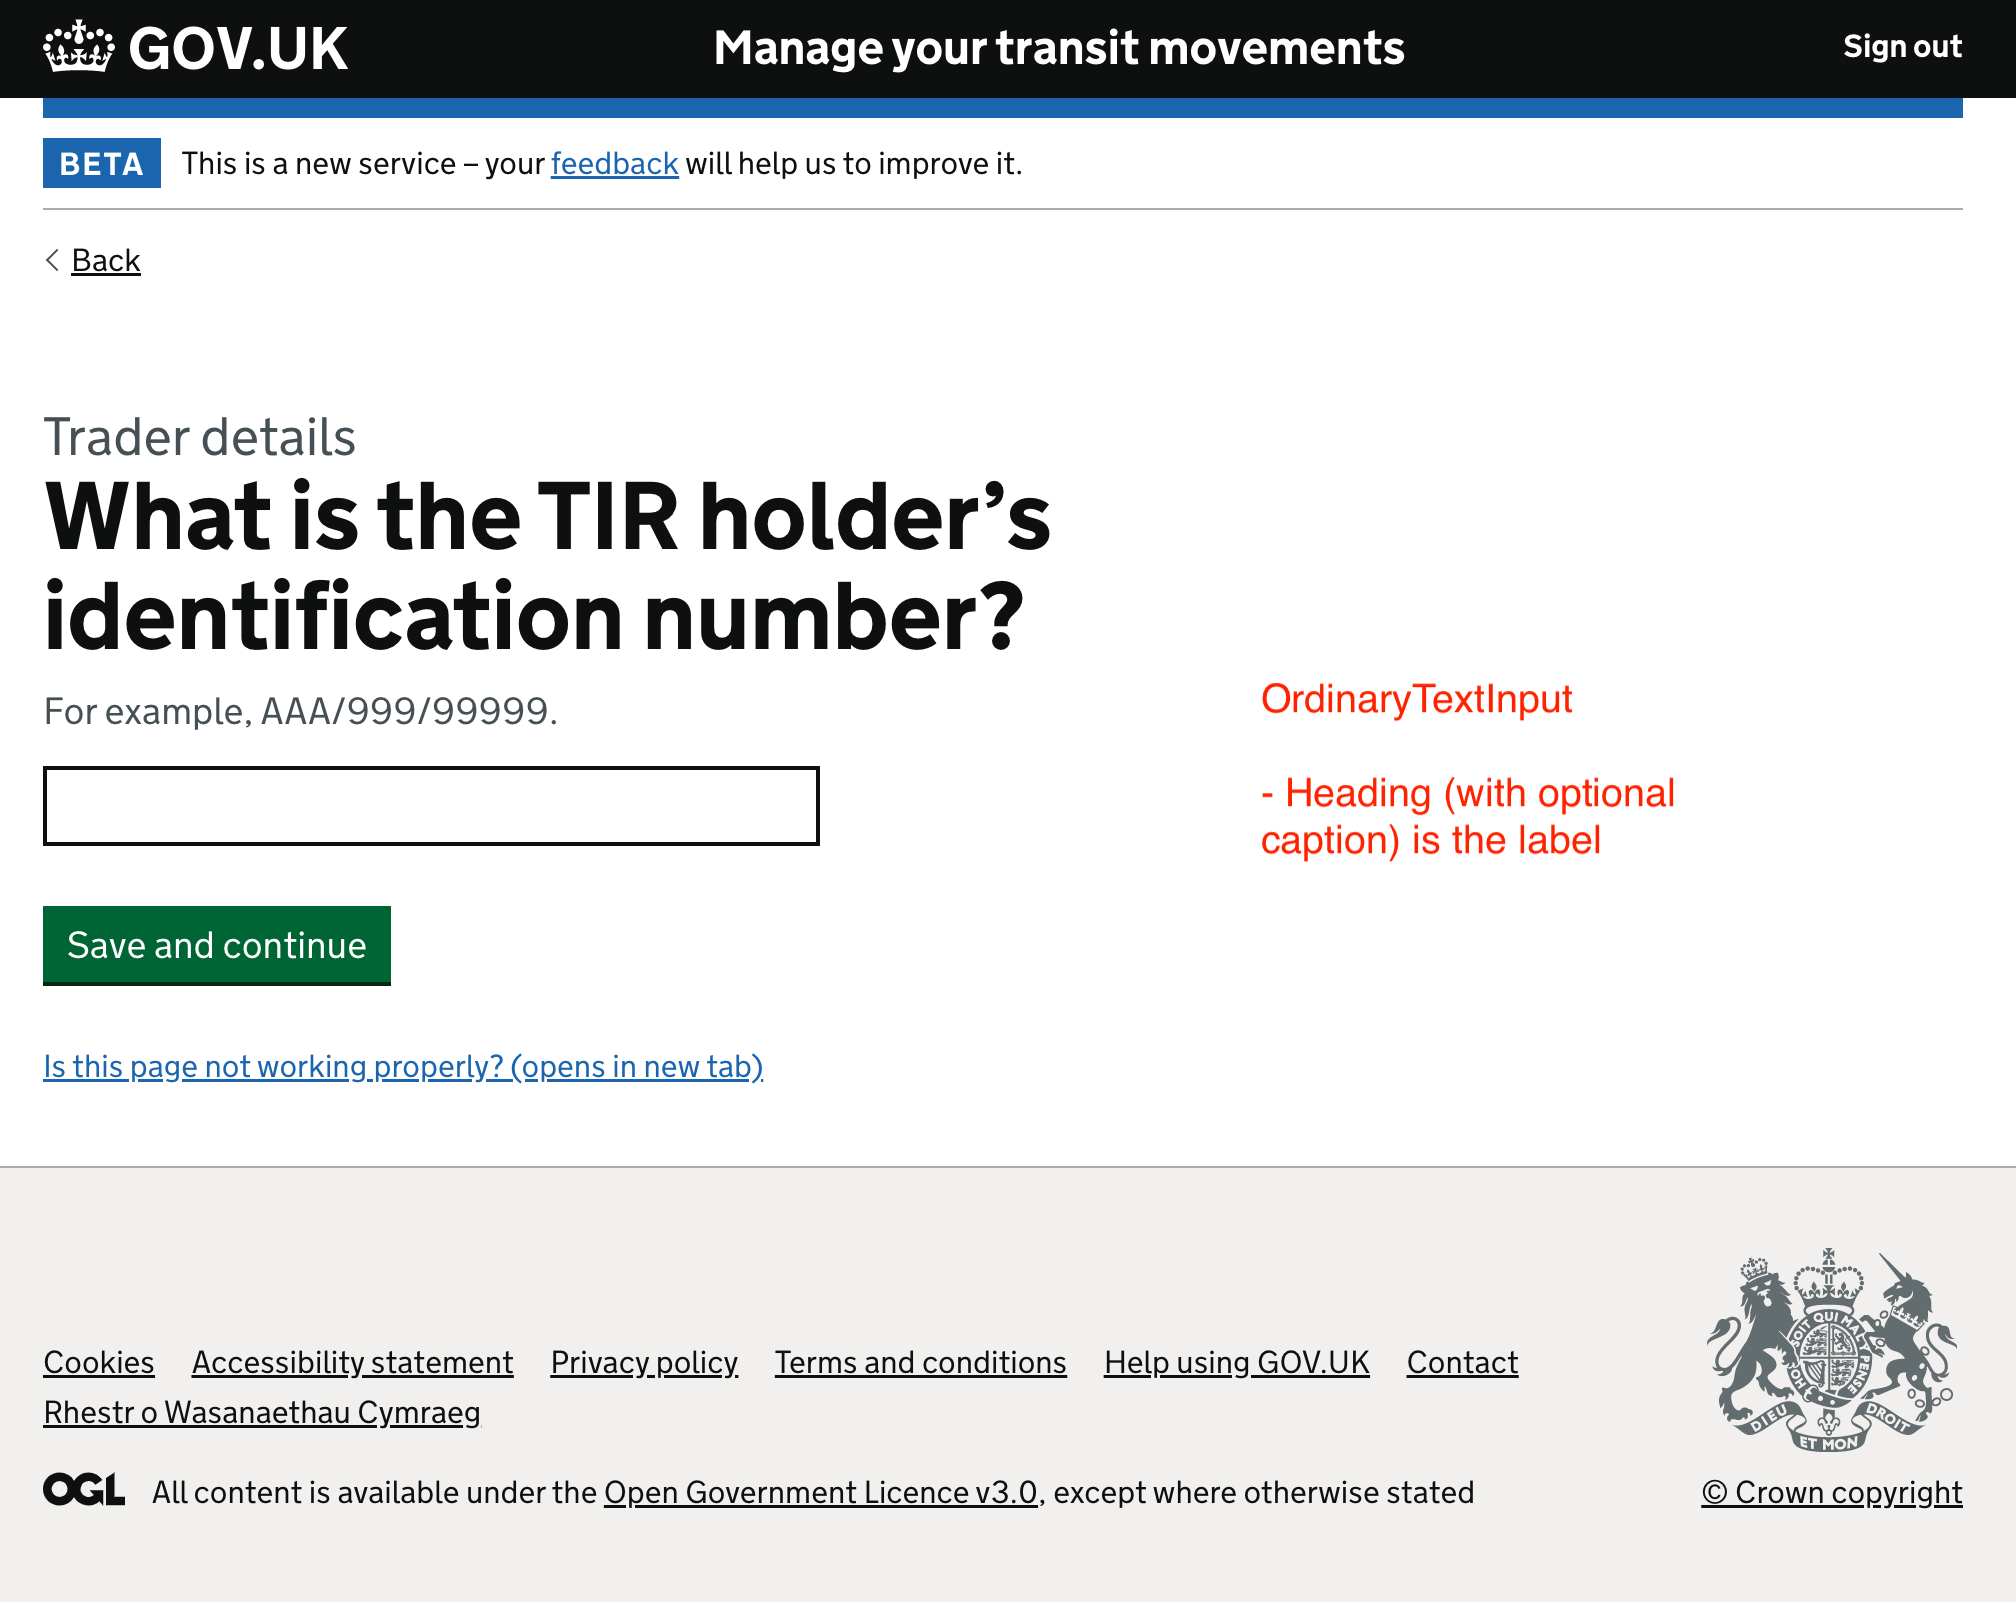 GOV.UK
Manage your transit movements
Sign out
BETA
This is a new service – your feedback will help us to improve it.
Back
Trader details
What is the TIR holder’s
identification number?
For example, AAA/999/99999.
OrdinaryTextInput
- Heading (with optional
caption) is the label
Save and continue
Is this page not working properly? (opens in new tab)
Cookies Accessibility statement Privacy policy Terms and conditions Help using GOV.UK Contact
Rhestr o Wasanaethau Cymraeg
SOIT QUI MAL
PENSE
HO
DIEU
ET MON
DROIT
OGL
All content is available under the Open Government Licence v3.0, except where otherwise stated
© Crown copyright